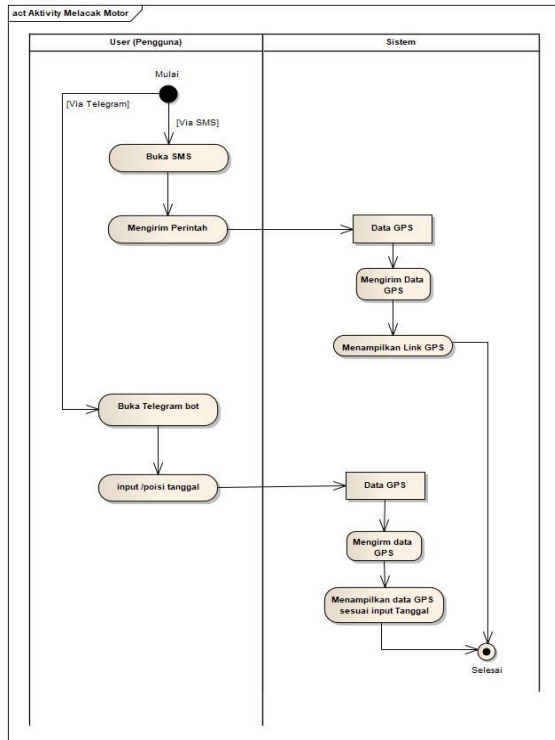 act Aktivity Melacak Motor
User (Pengguna)
Sistem
Mulai
[Via Telegram]
[Via SMS]
Buka SMS
Mengirim Perintah
Data GPS
Mengirim Data
GPS
Menampilkan Link GPS
Buka Telegram bot
input /poisi tanggal
Data GPS
Mengirm data
GPS
Menampilkan data GPS
sesuai input Tanggal
Selesai